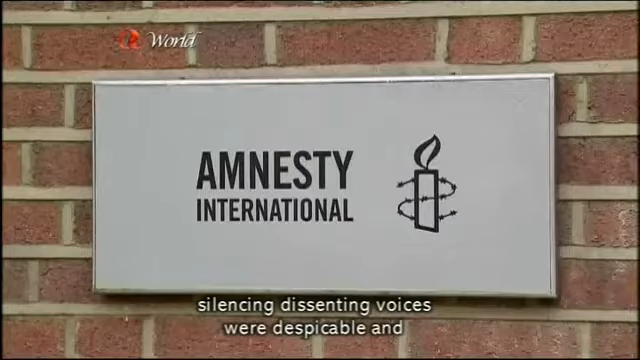 World
AMNESTY
INTERNATIONAL
silencing dissenting voices
were despicable and